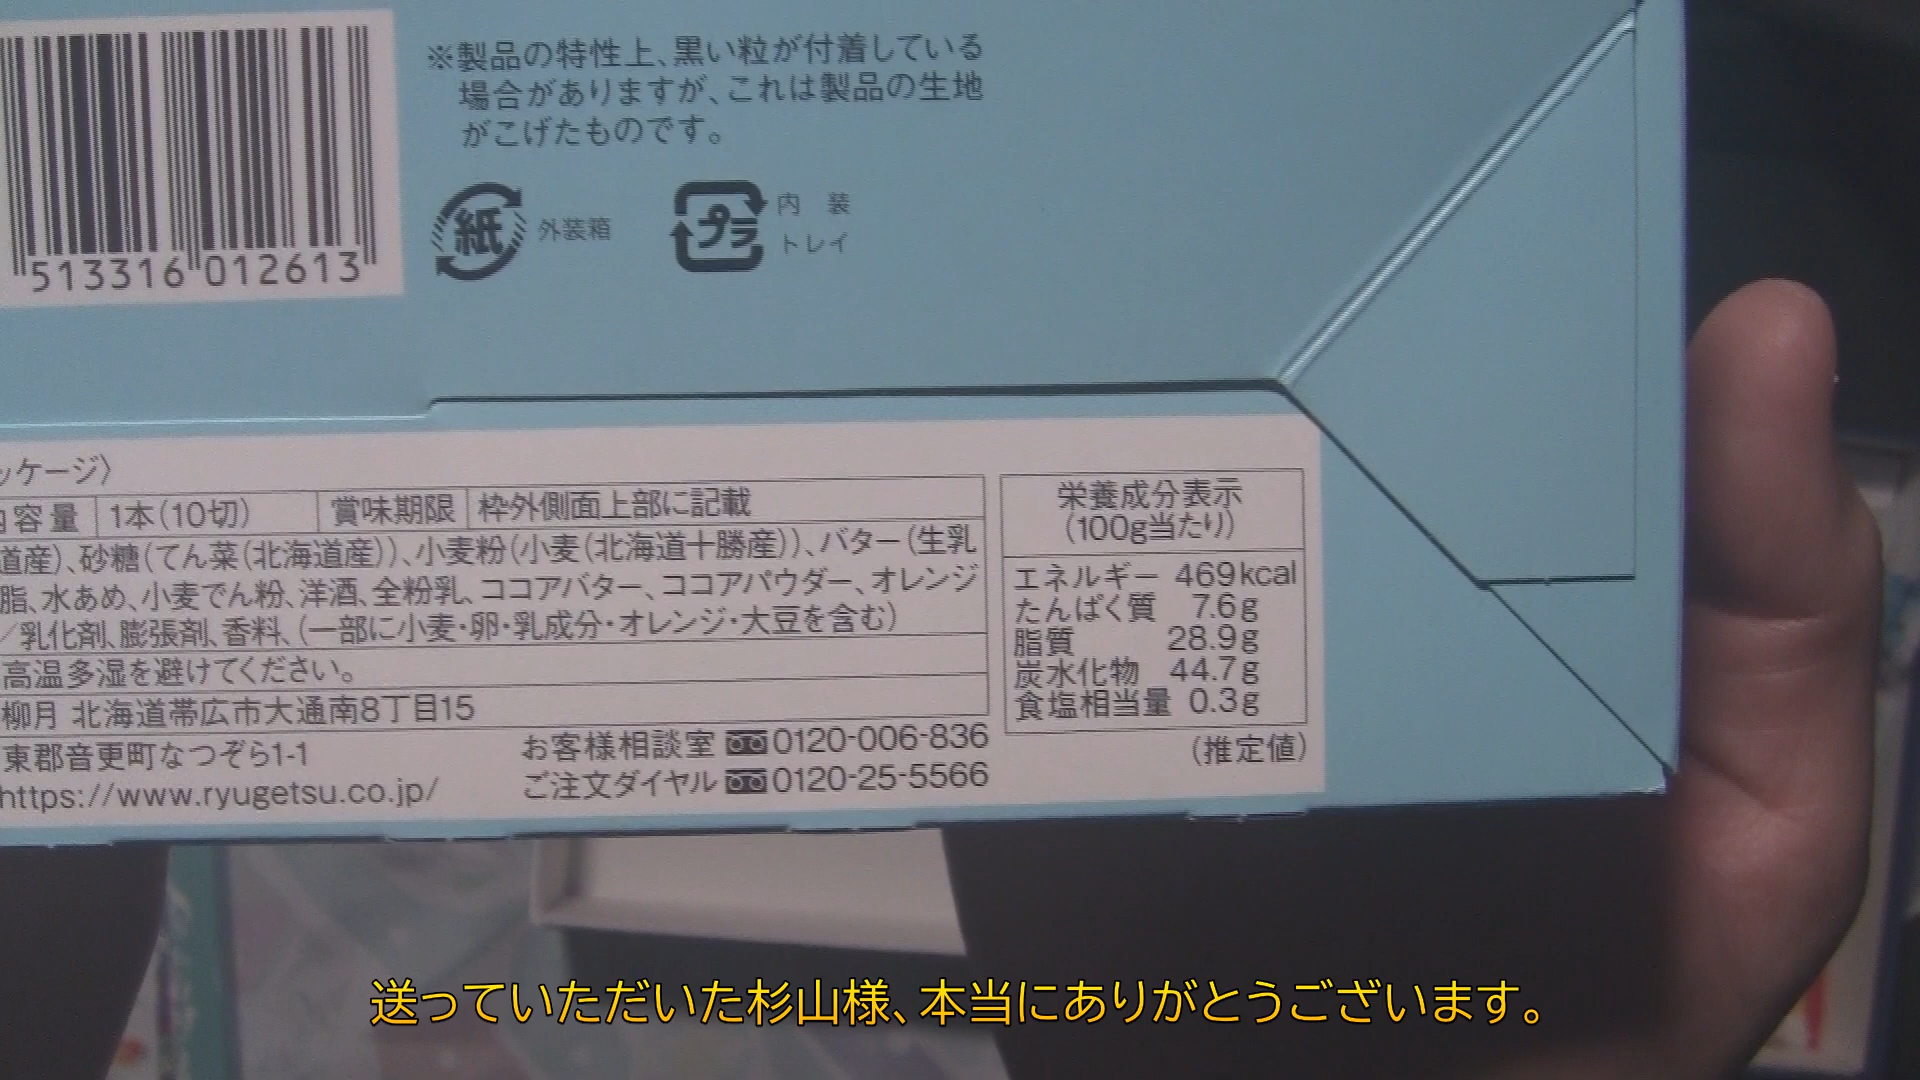 513316 012613
※製品の特性上、黒い粒が付着している
場合がありますが、これは製品の生地
がこげたものです。
紙 外装箱
プラ 内 装
トレイ
ッケージ〉
内容量 1本(10切) 賞味期限 枠外側面上部に記載
道産)、砂糖(てん菜(北海道産))、小麦粉(小麦(北海道十勝産))、バター(生乳
脂、水あめ、小麦でん粉、洋酒、全粉乳、ココアバター、ココアパウダー、オレンジ
/乳化剤、膨張剤、香料、(一部に小麦・卵・乳成分・オレンジ・大豆を含む)
高温多湿を避けてください。
柳月 北海道帯広市大通南8丁目15
東郡音更町なつぞら1-1
https://www.ryugetsu.co.jp/
お客様相談室 0120-006-836
ご注文ダイヤル 0120-25-5566
栄養成分表示
(100g当たり)
エネルギー 469kcal
たんぱく質 7.6g
脂質 28.9g
炭水化物 44.7g
食塩相当量 0.3g
(推定値)
送っていただいた杉山様、本当にありがとうございます。